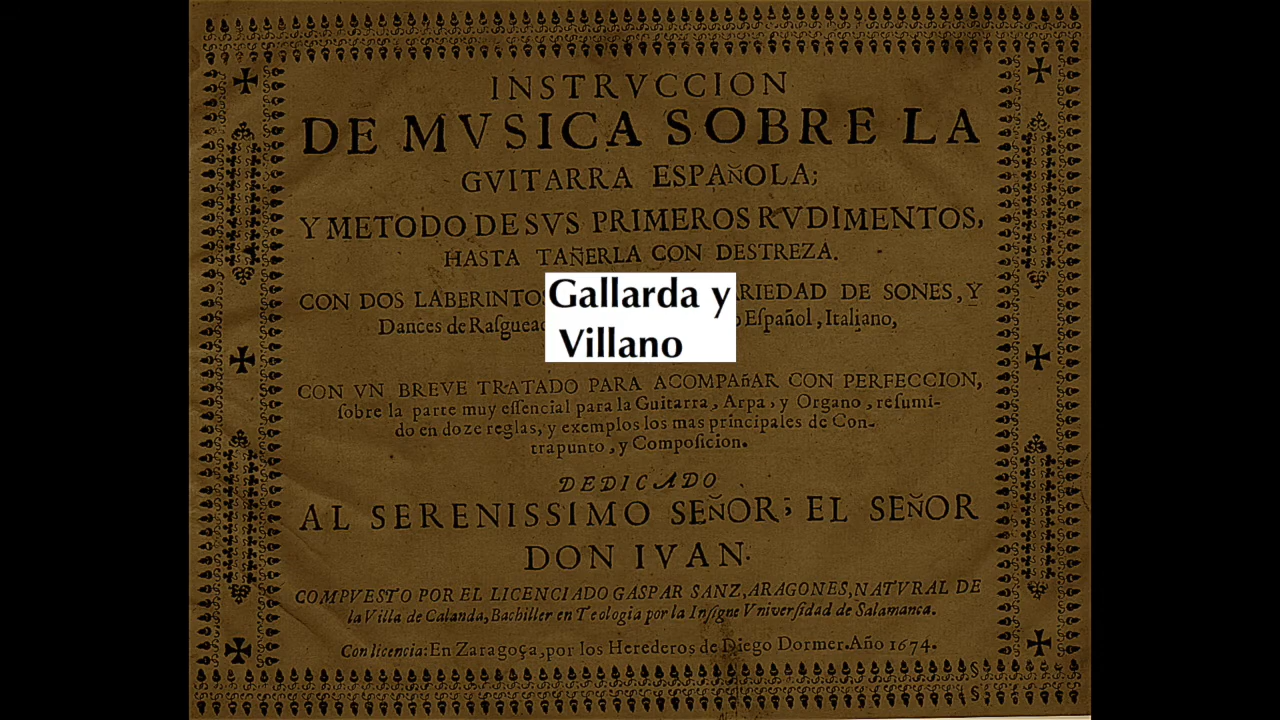 INSTRVCCION
DE MVSICA SOBRE LA
GVITARRA ESPAÑOLA;
Y METODO DE SVS PRIMEROS RVDIMENTOS,
HASTA TAÑERLA CON DESTREZA.
CON DOS LABERINTOS ARIEDAD DE SONES, Y
Dances de Rasguead Español, Italiano,
Gallarda y
Villano
CON VN BREVE TRATADO PARA ACOMPAñAR CON PERFECCION,
sobre la parte muy essencial para la Guitarra, Arpa, y Organo, resumi-
do en doze reglas, y exemplos los mas principales de Con-
trapunto, y Composicion.
DEDICADO
AL SERENISSIMO SEÑOR; EL SEÑOR
DON IVAN.
COMPVESTO POR EL LICENCIADO GASPAR SANZ, ARAGONES, NATVRAL DE
la Villa de Calanda, Bachiller en Teologia por la Insigne Vniversidad de Salamanca.
Con licencia: En Zaragoça, por los Herederos de Diego Dormer. Año 1674.